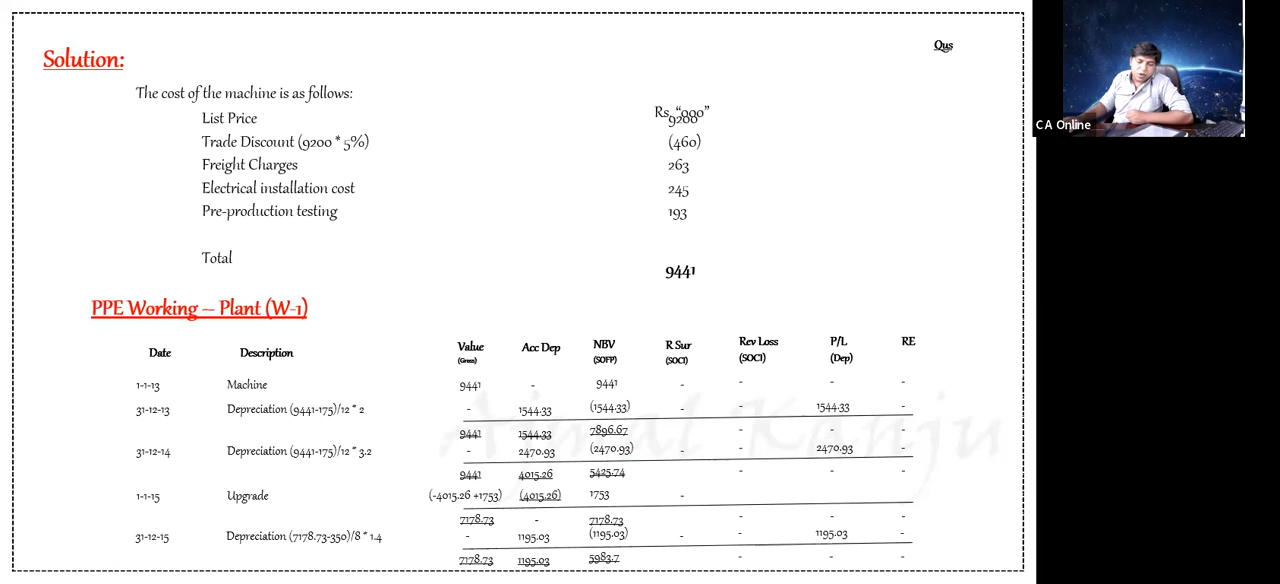 Qus
Solution:
The cost of the machine is as follows:
Rs. "000"
List Price 9200
Trade Discount (9200 * 5%) (460)
Freight Charges 263
Electrical installation cost 245
Pre-production testing 193
Total 9441
PPE Working – Plant (W-1)
Date Description Value (Gross) Acc Dep NBV (SOFP) R Sur (SOCI) Rev Loss (SOCI) P/L (Dep) RE
1-1-13 Machine 9441 - 9441 - - - -
31-12-13 Depreciation (9441-175)/12 * 2 - 1544.33 (1544.33) - - 1544.33 -
9441 1544.33 7896.67 - - -
31-12-14 Depreciation (9441-175)/12 * 3.2 - 2470.93 (2470.93) - - 2470.93 -
9441 4015.26 5425.74 - - -
1-1-15 Upgrade (-4015.26 +1753) (4015.26) 1753 -
7178.73 - 7178.73 - - -
31-12-15 Depreciation (7178.73-350)/8 * 1.4 - 1195.03 (1195.03) - - 1195.03 -
7178.73 1195.03 5983.7 - - -
Ajmal Kanju
C A Online